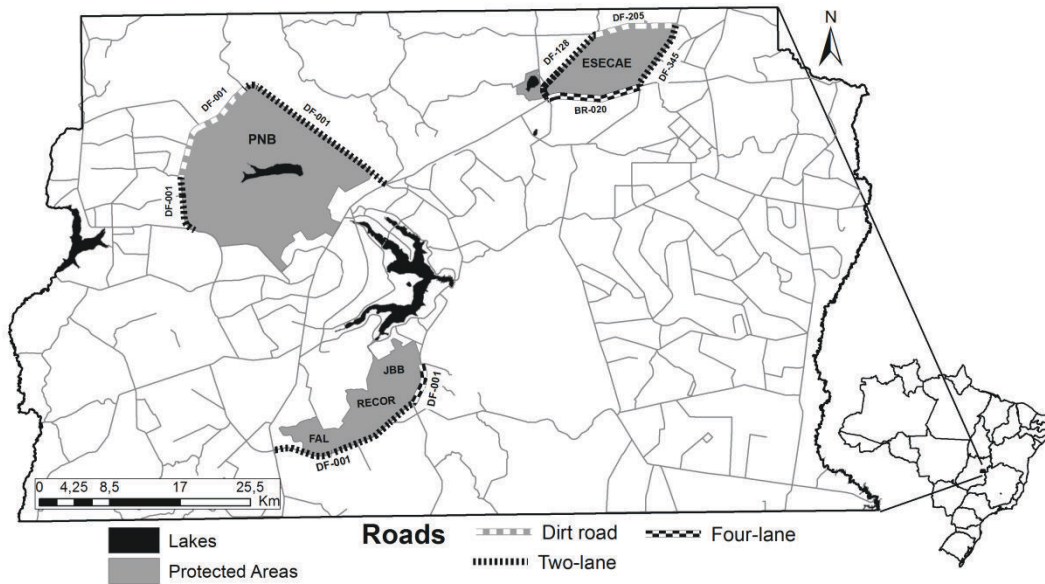 DF-205
N
DF-128
ESECAE
DF-345
BR-020
DF-001
DF-001
PNB
DF-001
JBB
DF-001
RECOR
FAL
DF-001
0 4,25 8,5 17 25,5
Km
Roads
Lakes
Dirt road
Four-lane
Protected Areas
Two-lane